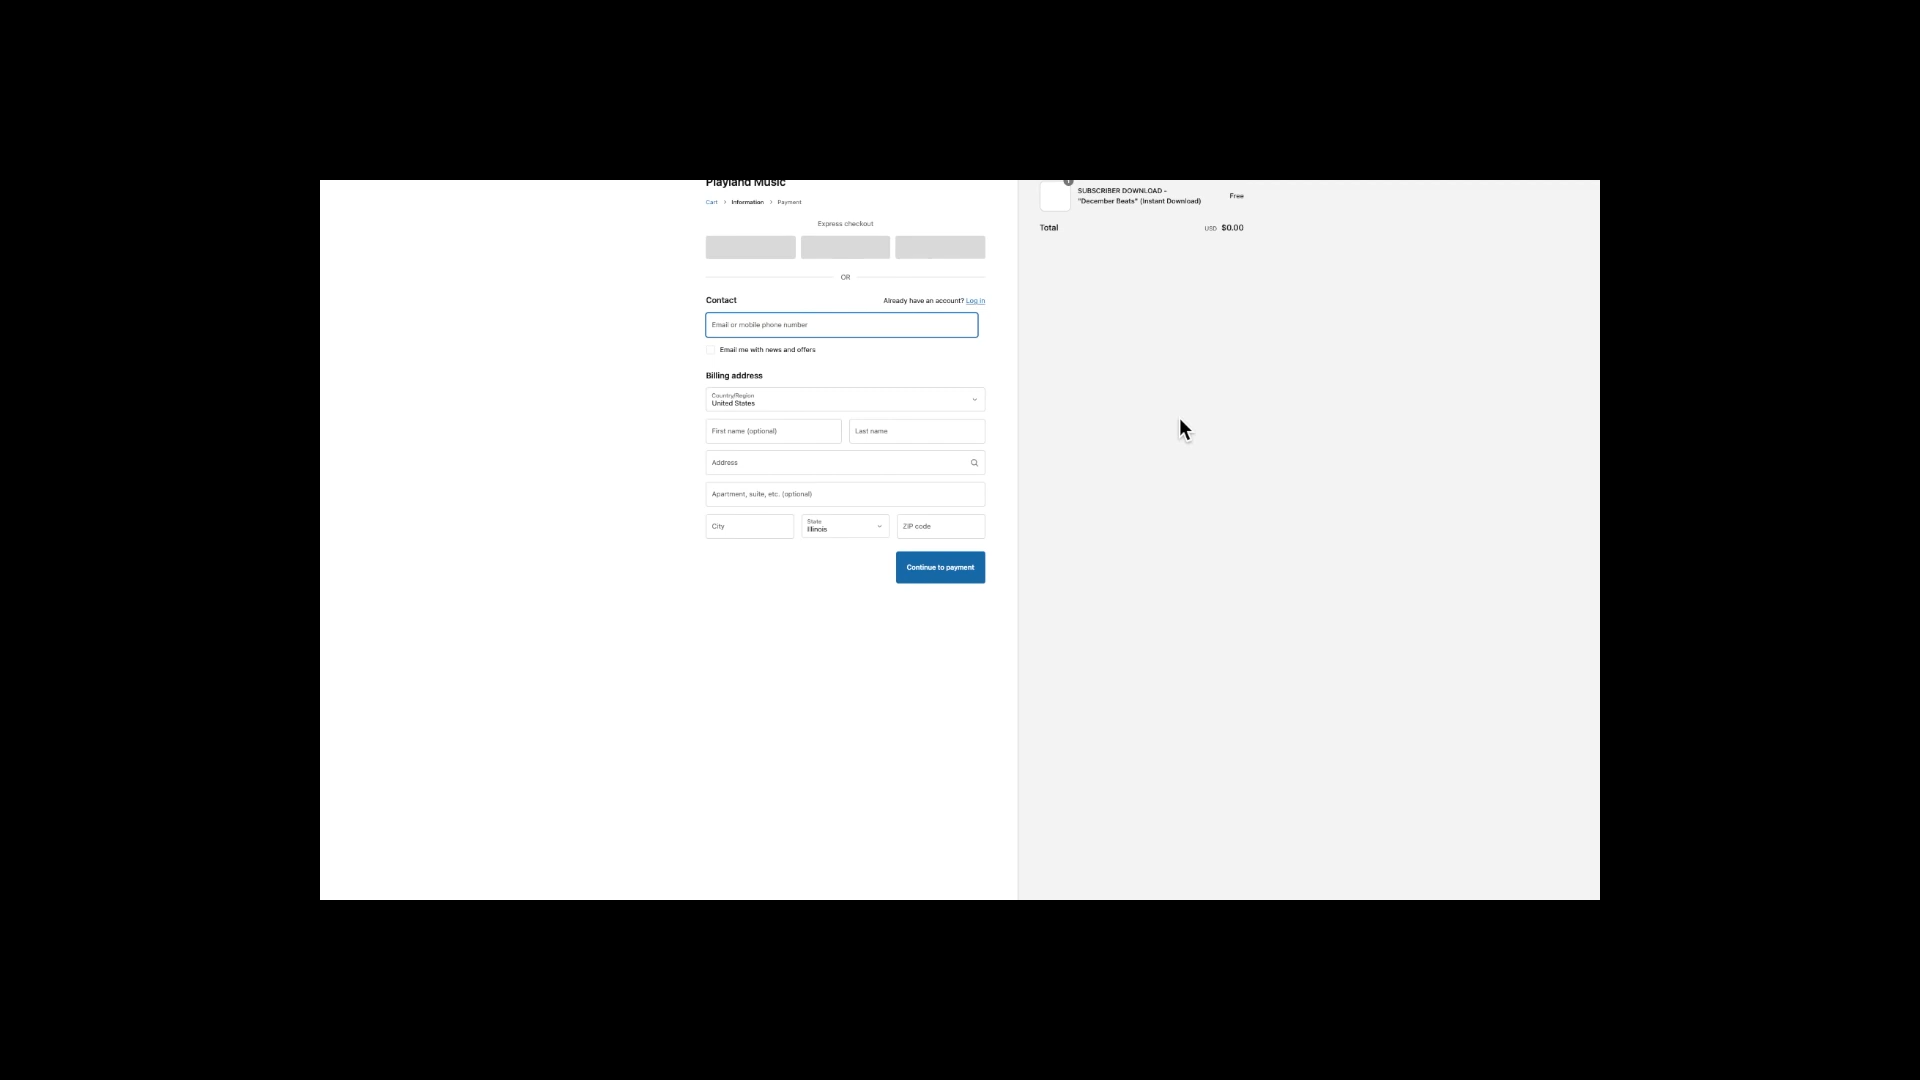 Playland Music
Cart > Information > Payment
Express checkout
OR
Contact
Already have an account? Log in
Email or mobile phone number
Email me with news and offers
Billing address
Country/Region
United States
First name (optional)
Last name
Address
Apartment, suite, etc. (optional)
City
State
Illinois
ZIP code
Continue to payment
SUBSCRIBER DOWNLOAD -
"December Beats" (Instant Download)
Free
Total
USD $0.00